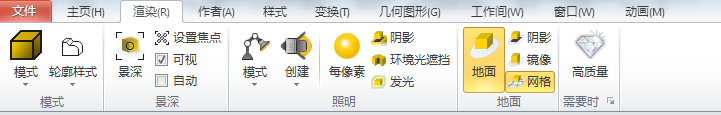 文件 主页(H) 渲染(R) 作者(A) 样式 变换(T) 几何图形(G) 工作间(W) 窗口(W) 动画(M)
模式 轮廓样式
模式
景深 设置焦点
可视
自动
景深
模式 创建 每像素 阴影
环境光遮挡
发光
照明
地面 阴影
镜像
网格
地面
高质量
需要时